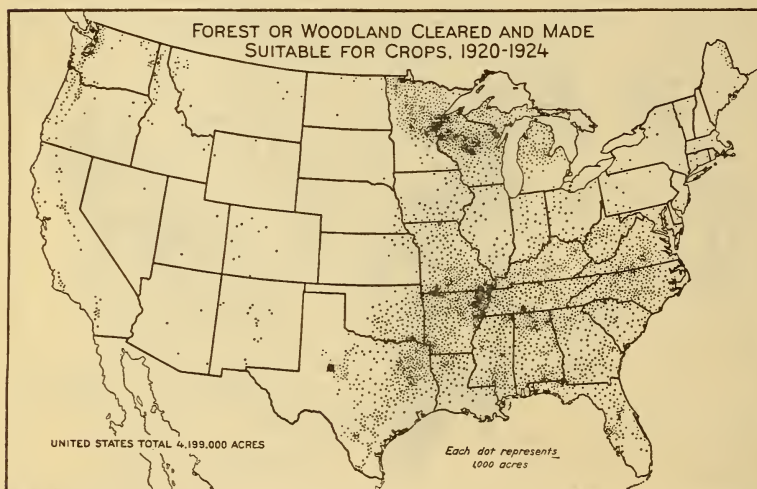 FOREST OR WOODLAND CLEARED AND MADE
SUITABLE FOR CROPS, 1920-1924
UNITED STATES TOTAL 4,199,000 ACRES
Each dot represents
1,000 acres